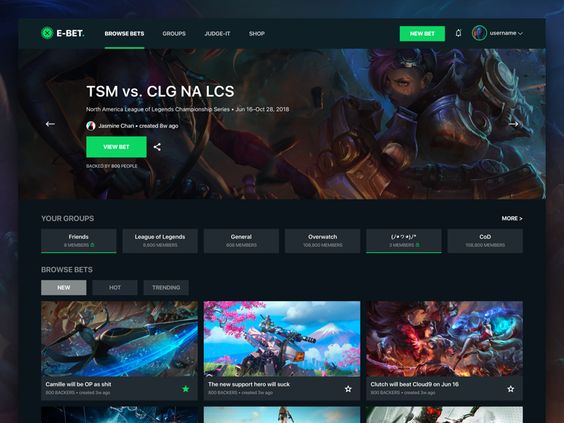 E-BET.
BROWSE BETS
GROUPS
JUDGE-IT
SHOP
NEW BET
username
TSM vs. CLG NA LCS
North America League of Legends Championship Series • Jun 16–Oct 28, 2018
Jasmine Chan • created 8w ago
VIEW BET
BACKED BY 800 PEOPLE
YOUR GROUPS
MORE >
Friends
8 MEMBERS
League of Legends
8,800 MEMBERS
General
608 MEMBERS
Overwatch
108,800 MEMBERS
3 MEMBERS
CoD
108,800 MEMBERS
BROWSE BETS
NEW
HOT
TRENDING
Camille will be OP as shit
800 BACKERS • created 3w ago
The new support hero will suck
800 BACKERS • created 3w ago
Clutch will beat Cloud9 on Jun 16
800 BACKERS • created 3w ago